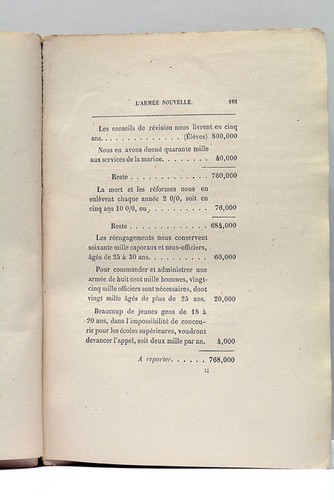 L'ARMÉE NOUVELLE. 161
Les conseils de révision nous livrent en cinq
ans. . . . . . . . . . . . . . (Élèves) 800,000
Nous en avons donné quarante mille
aux services de la marine. . . . . . . . 40,000
Reste . . . . . . . . . . . . . 760,000
La mort et les réformes nous en
enlèvent chaque année 2 0/0, soit en
cinq ans 10 0/0, ou . . . . . . . . . . . 76,000
Reste . . . . . . . . . . . . . 684,000
Les réengagements nous conservent
soixante mille caporaux et sous-officiers,
âgés de 25 à 30 ans. . . . . . . . . . . 60,000
Pour commander et administrer une
armée de huit cent mille hommes, vingt-
cinq mille officiers sont nécessaires, dont
vingt mille âgés de plus de 25 ans. 20,000
Beaucoup de jeunes gens de 18 à
20 ans, dans l'impossibilité de concou-
rir pour les écoles supérieures, voudront
devancer l'appel, soit deux mille par an. 4,000
A reporter. . . . . . 768,000
11